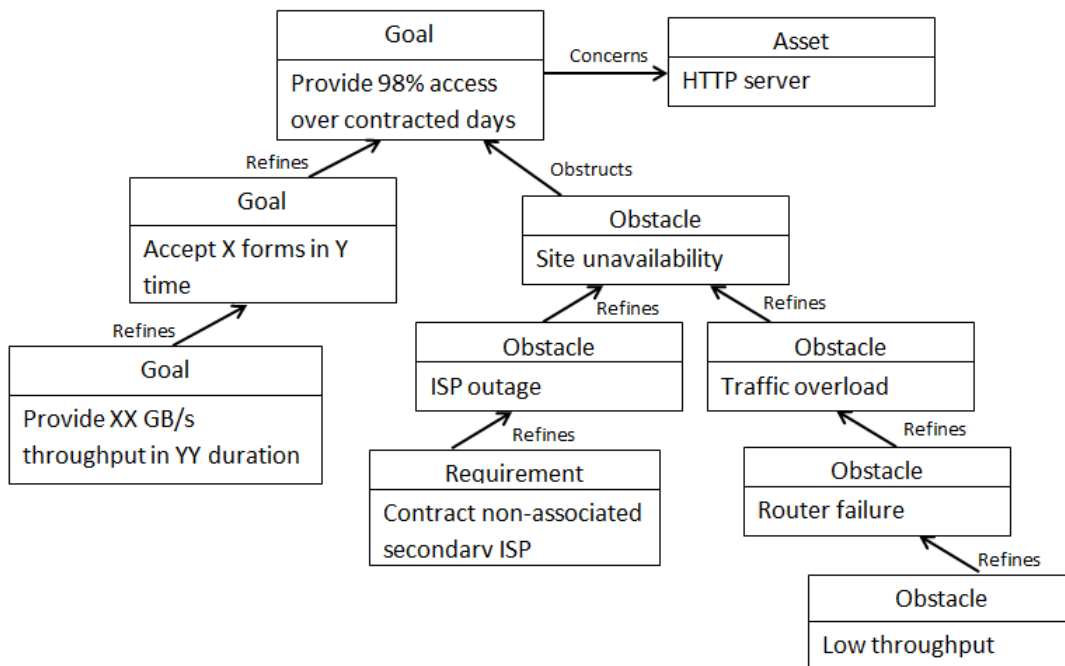 Goal
Provide 98% access
over contracted days
Concerns
Asset
HTTP server
Refines
Obstructs
Goal
Accept X forms in Y
time
Obstacle
Site unavailability
Refines
Refines
Refines
Goal
Provide XX GB/s
throughput in YY duration
Obstacle
ISP outage
Obstacle
Traffic overload
Refines
Refines
Requirement
Contract non-associated
secondary ISP
Obstacle
Router failure
Refines
Obstacle
Low throughput